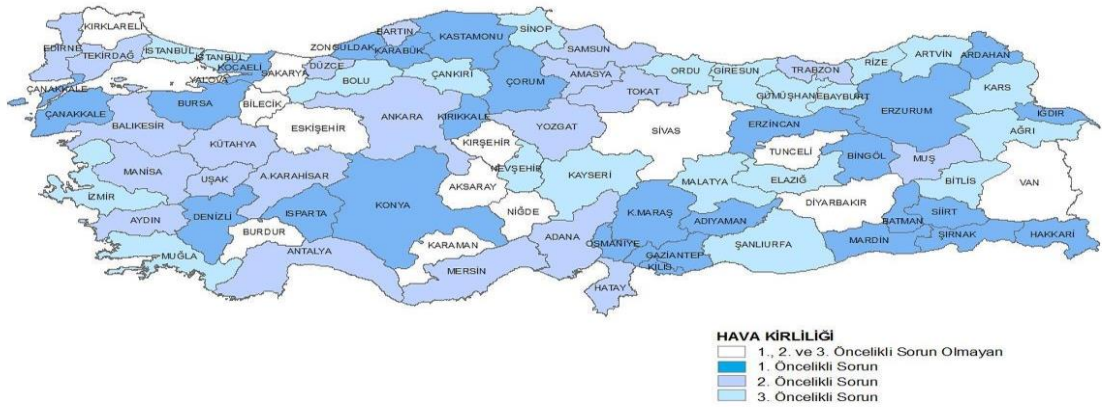 KIRKLARELİ
EDİRNE
TEKİRDAĞ
İSTANBUL
İSTANBUL
KOCAELİ
YALOVA
SAKARYA
DÜZCE
ZONGULDAK
BARTIN
KARABÜK
KASTAMONU
SİNOP
SAMSUN
BOLU
ÇANKIRI
ÇORUM
AMASYA
ORDU
GİRESUN
TRABZON
RİZE
ARTVİN
ARDAHAN
ÇANAKKALE
ÇANAKKALE
BURSA
BİLECİK
BALIKESİR
ESKİŞEHİR
ANKARA
KIRIKKALE
TOKAT
YOZGAT
SİVAS
GÜMÜŞHANE
BAYBURT
ERZİNCAN
ERZURUM
KARS
IĞDIR
AĞRI
KÜTAHYA
KIRŞEHİR
MANİSA
UŞAK
A.KARAHİSAR
İZMİR
NEVŞEHİR
KAYSERİ
AKSARAY
TUNCELİ
BİNGÖL
MUŞ
MALATYA
ELAZIĞ
BİTLİS
VAN
DİYARBAKIR
AYDIN
DENİZLİ
ISPARTA
KONYA
NİĞDE
BURDUR
K.MARAŞ
ADIYAMAN
BATMAN
SİİRT
MUĞLA
ANTALYA
KARAMAN
MERSİN
ADANA
OSMANİYE
GAZİANTEP
KİLİS
ŞANLIURFA
MARDİN
ŞIRNAK
HAKKARİ
HATAY
HAVA KİRLİLİĞİ
1., 2. ve 3. Öncelikli Sorun Olmayan
1. Öncelikli Sorun
2. Öncelikli Sorun
3. Öncelikli Sorun